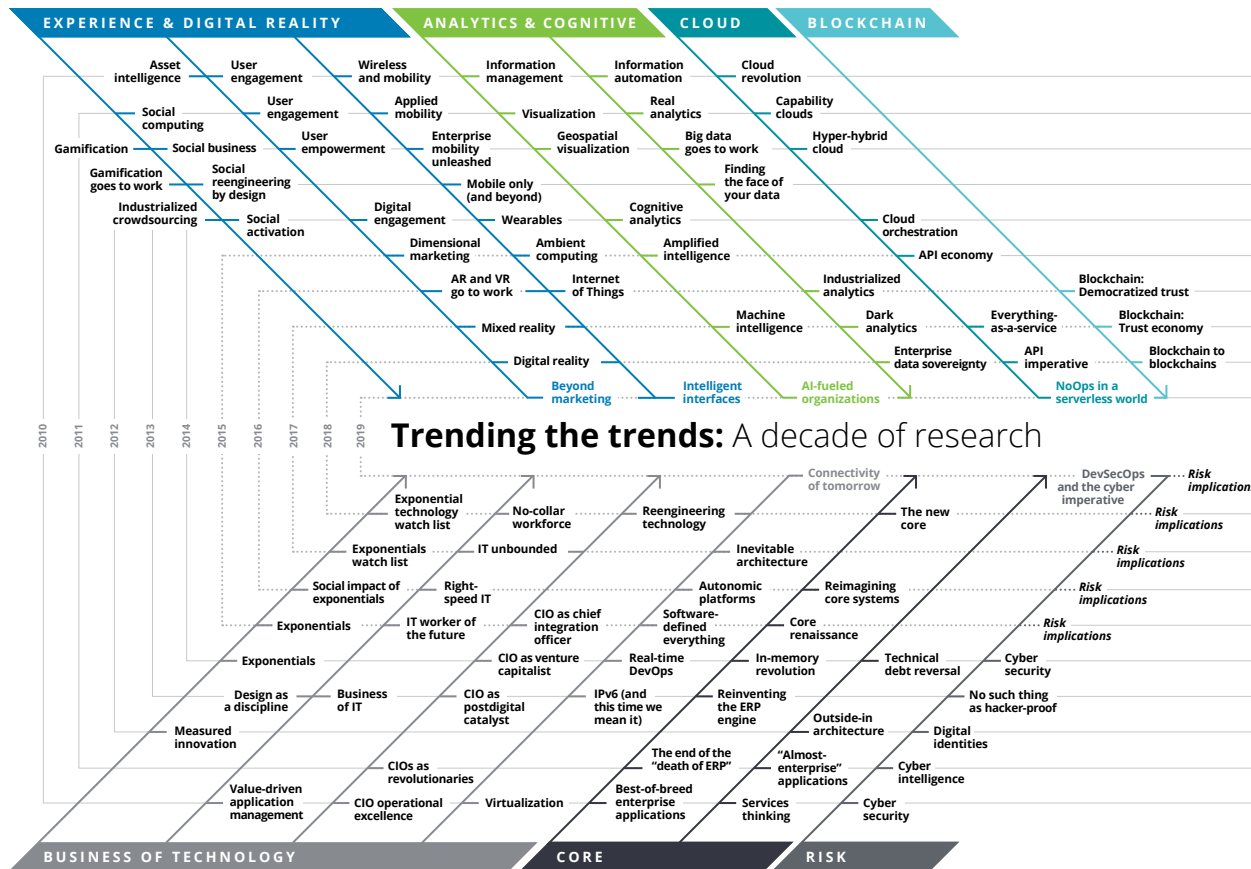 EXPERIENCE & DIGITAL REALITY
ANALYTICS & COGNITIVE
CLOUD
BLOCKCHAIN
Asset
intelligence
User
engagement
Wireless
and mobility
Information
management
Information
automation
Cloud
revolution
Social
computing
User
engagement
Applied
mobility
Visualization
Real
analytics
Capability
clouds
Gamification
Social business
User
empowerment
Enterprise
mobility
unleashed
Geospatial
visualization
Big data
goes to work
Hyper-hybrid
cloud
Gamification
goes to work
Social
reengineering
by design
Mobile only
(and beyond)
Finding
the face of
your data
Industrialized
crowdsourcing
Social
activation
Digital
engagement
Wearables
Cognitive
analytics
Cloud
orchestration
Dimensional
marketing
Ambient
computing
Amplified
intelligence
API economy
AR and VR
go to work
Internet
of Things
Industrialized
analytics
Blockchain:
Democratized trust
Mixed reality
Machine
intelligence
Dark
analytics
Everything-
as-a-service
Blockchain:
Trust economy
Digital reality
Enterprise
data sovereignty
API
imperative
Blockchain to
blockchains
Beyond
marketing
Intelligent
interfaces
AI-fueled
organizations
NoOps in a
serverless world
2010
2011
2012
2013
2014
2015
2016
2017
2018
2019
Trending the trends: A decade of research
Connectivity
of tomorrow
DevSecOps
and the cyber
imperative
Risk
implication
Exponential
technology
watch list
No-collar
workforce
Reengineering
technology
The new
core
Risk
implications
Exponentials
watch list
IT unbounded
Inevitable
architecture
Risk
implications
Social impact of
exponentials
Right-
speed IT
Autonomic
platforms
Reimagining
core systems
Risk
implications
Exponentials
IT worker of
the future
CIO as chief
integration
officer
Software-
defined
everything
Core
renaissance
Risk
implications
Exponentials
CIO as venture
capitalist
Real-time
DevOps
In-memory
revolution
Technical
debt reversal
Cyber
security
Design as
a discipline
Business
of IT
CIO as
postdigital
catalyst
IPv6 (and
this time we
mean it)
Reinventing
the ERP
engine
No such thing
as hacker-proof
Measured
innovation
Outside-in
architecture
Digital
identities
CIOs as
revolutionaries
The end of the
“death of ERP”
“Almost-
enterprise”
applications
Cyber
intelligence
Value-driven
application
management
CIO operational
excellence
Virtualization
Best-of-breed
enterprise
applications
Services
thinking
Cyber
security
BUSINESS OF TECHNOLOGY
CORE
RISK